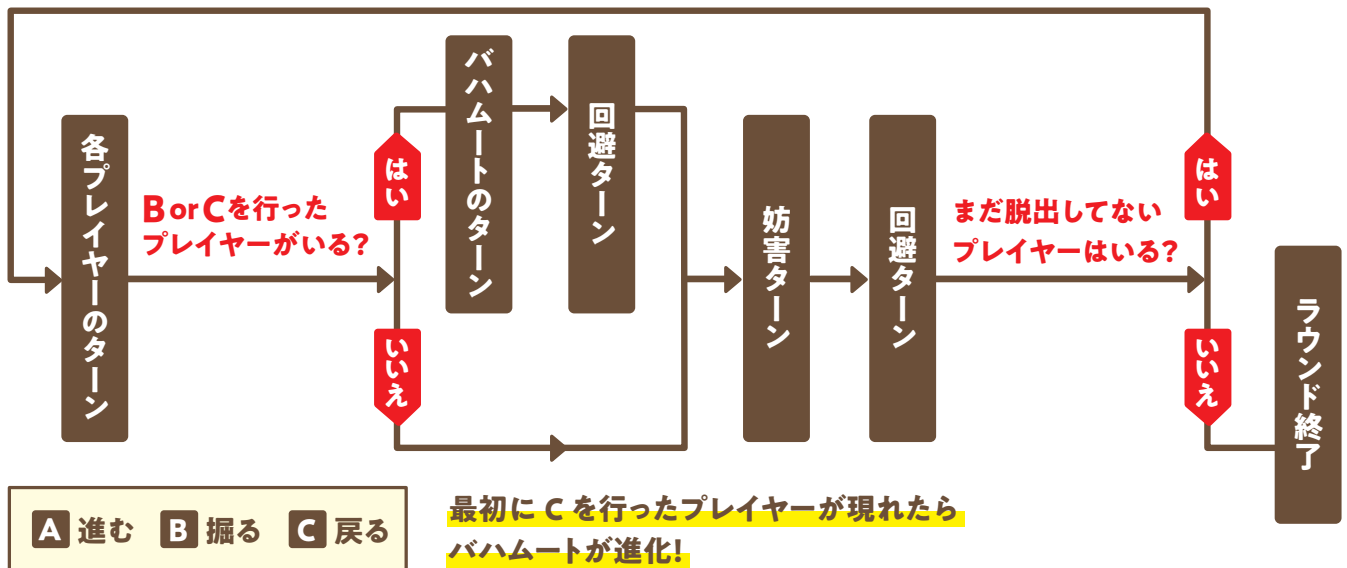 各プレイヤーのターン
B or Cを行った
プレイヤーがいる?
はい
いいえ
バハムートのターン
回避ターン
妨害ターン
回避ターン
まだ脱出してない
プレイヤーはいる?
はい
いいえ
ラウンド終了
A 進む B 掘る C 戻る
最初に C を行ったプレイヤーが現れたら
バハムートが進化!